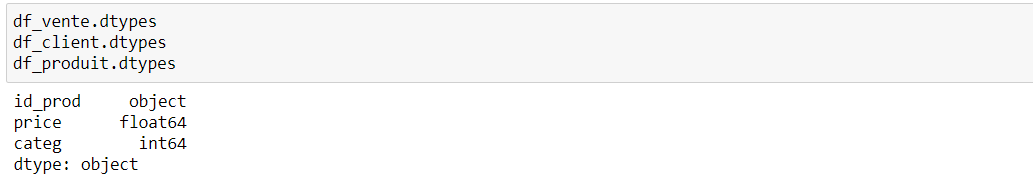 df_vente.dtypes
df_client.dtypes
df_produit.dtypes
id_prod object
price float64
categ int64
dtype: object